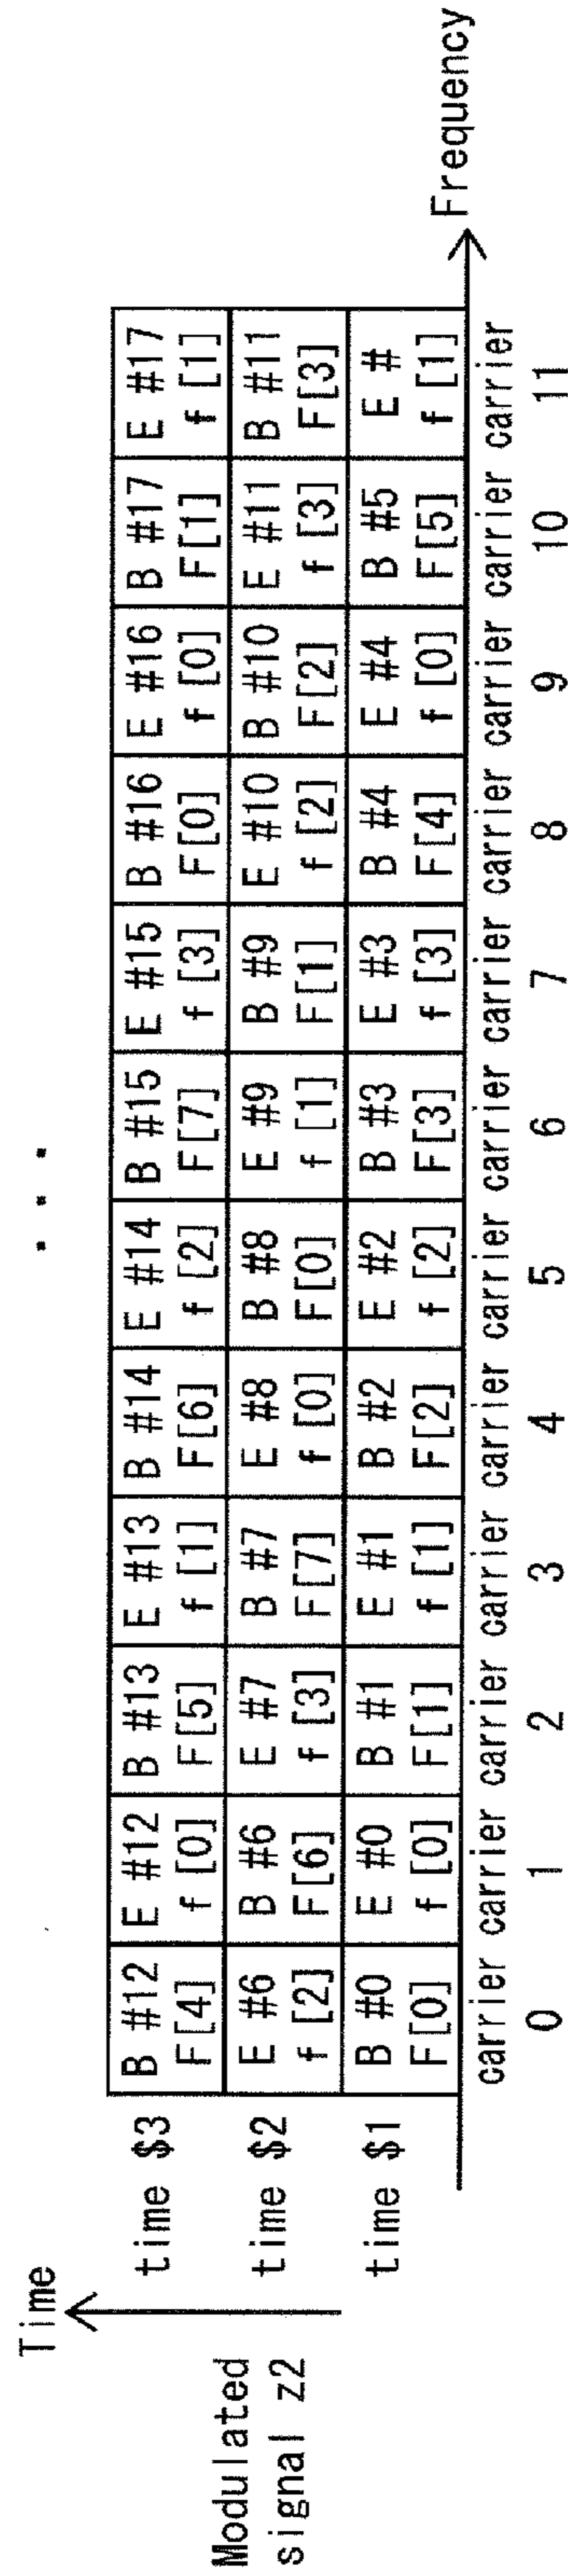 Time
Modulated
signal z2
time $3
B #12 E #12 B #13 E #13 B #14 E #14 B #15 E #15 B #16 E #16 B #17 E #17
F[4] f [0] F[5] f [1] F[6] f [2] F[7] f [3] F[0] f [0] F[1] f [1]
time $2
E #6 B #6 E #7 B #7 E #8 B #8 E #9 B #9 E #10 B #10 E #11 B #11
f [2] F[6] f [3] F[7] f [0] F[0] f [1] F[1] f [2] F[2] f [3] F[3]
time $1
B #0 E #0 B #1 E #1 B #2 E #2 B #3 E #3 B #4 E #4 B #5 E #
F[0] f [0] F[1] f [1] F[2] f [2] F[3] f [3] F[4] f [0] F[5] f [1]
Frequency
carrier carrier carrier carrier carrier carrier carrier carrier carrier carrier carrier carrier
0 1 2 3 4 5 6 7 8 9 10 11